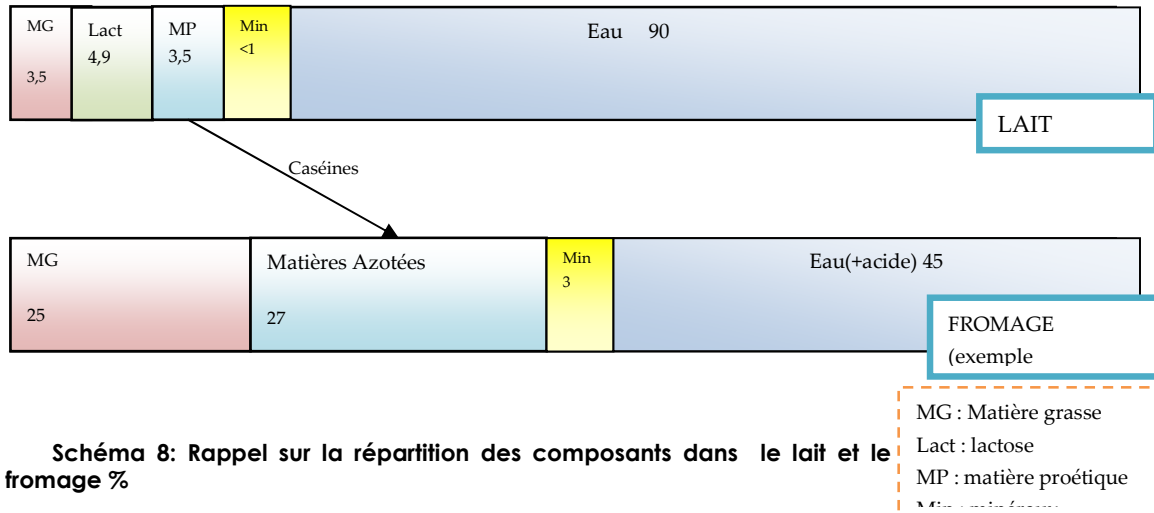 MG
3,5
Lact
4,9
MP
3,5
Min
<1
Eau 90
LAIT
Caséines
MG
25
Matières Azotées
27
Min
3
Eau(+acide) 45
FROMAGE
(exemple
Schéma 8: Rappel sur la répartition des composants dans le lait et le
fromage %
MG : Matière grasse
Lact : lactose
MP : matière proétique
Min : minéraux